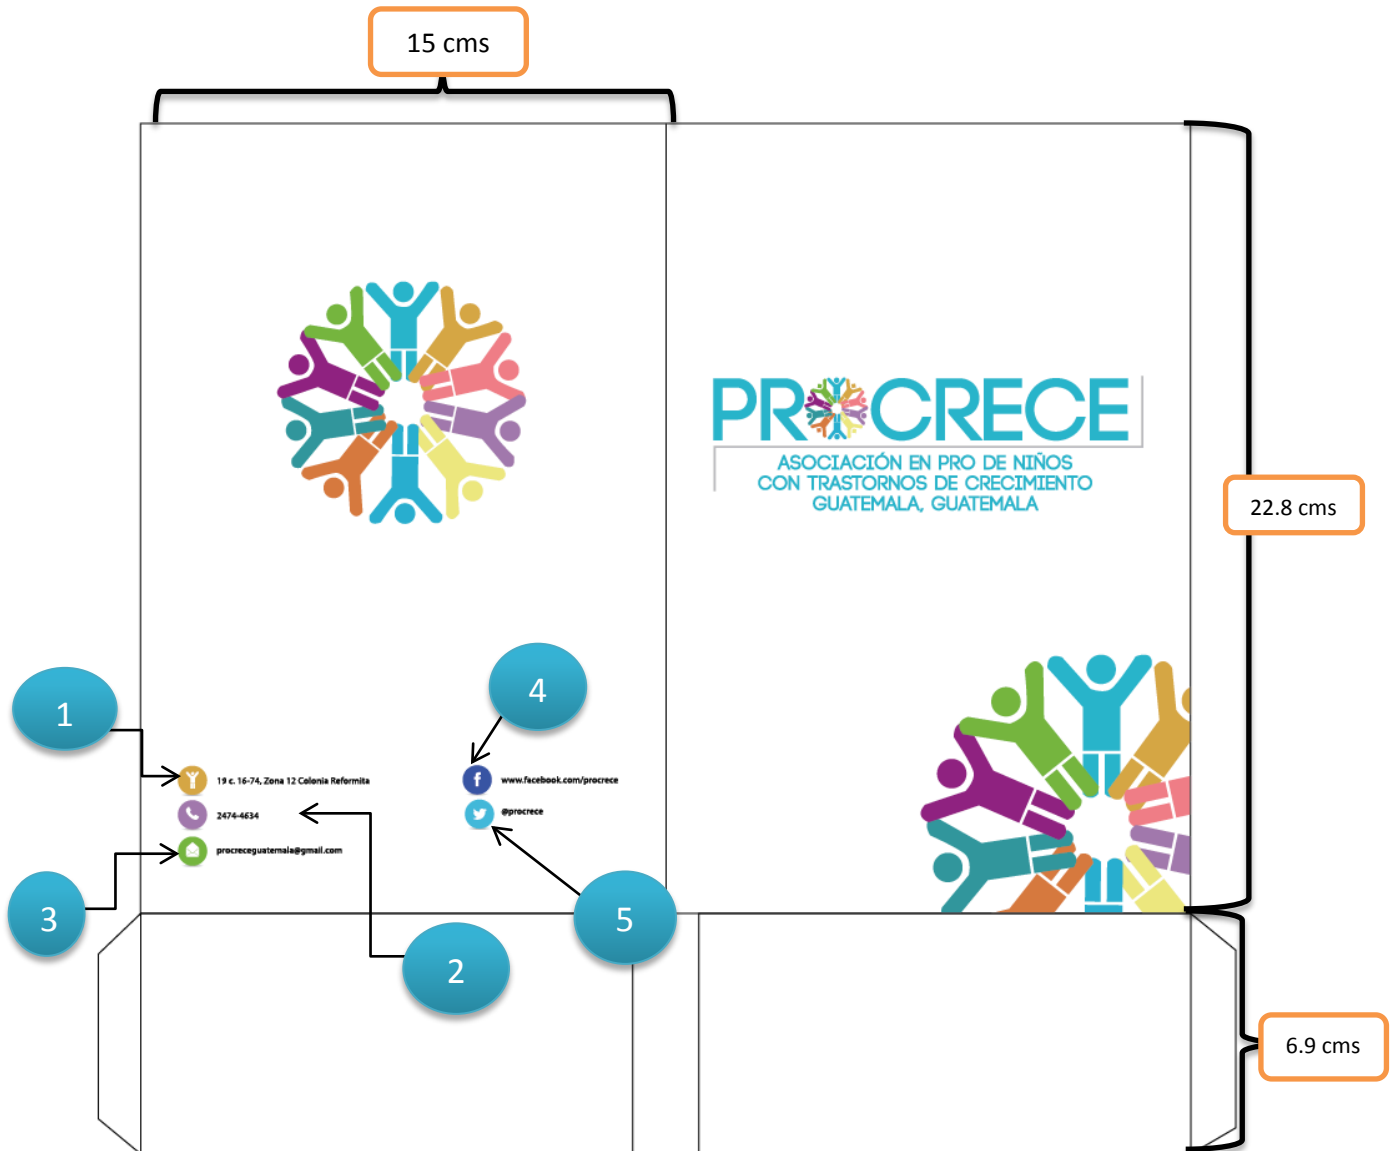 15 cms
PROCRECE
ASOCIACIÓN EN PRO DE NIÑOS
CON TRASTORNOS DE CRECIMIENTO
GUATEMALA, GUATEMALA
22.8 cms
4
1
19 c. 16-74, Zona 12 Colonia Reformita
www.facebook.com/procrece
2474-4634
@procrece
procreceguatemala@gmail.com
3
5
2
6.9 cms